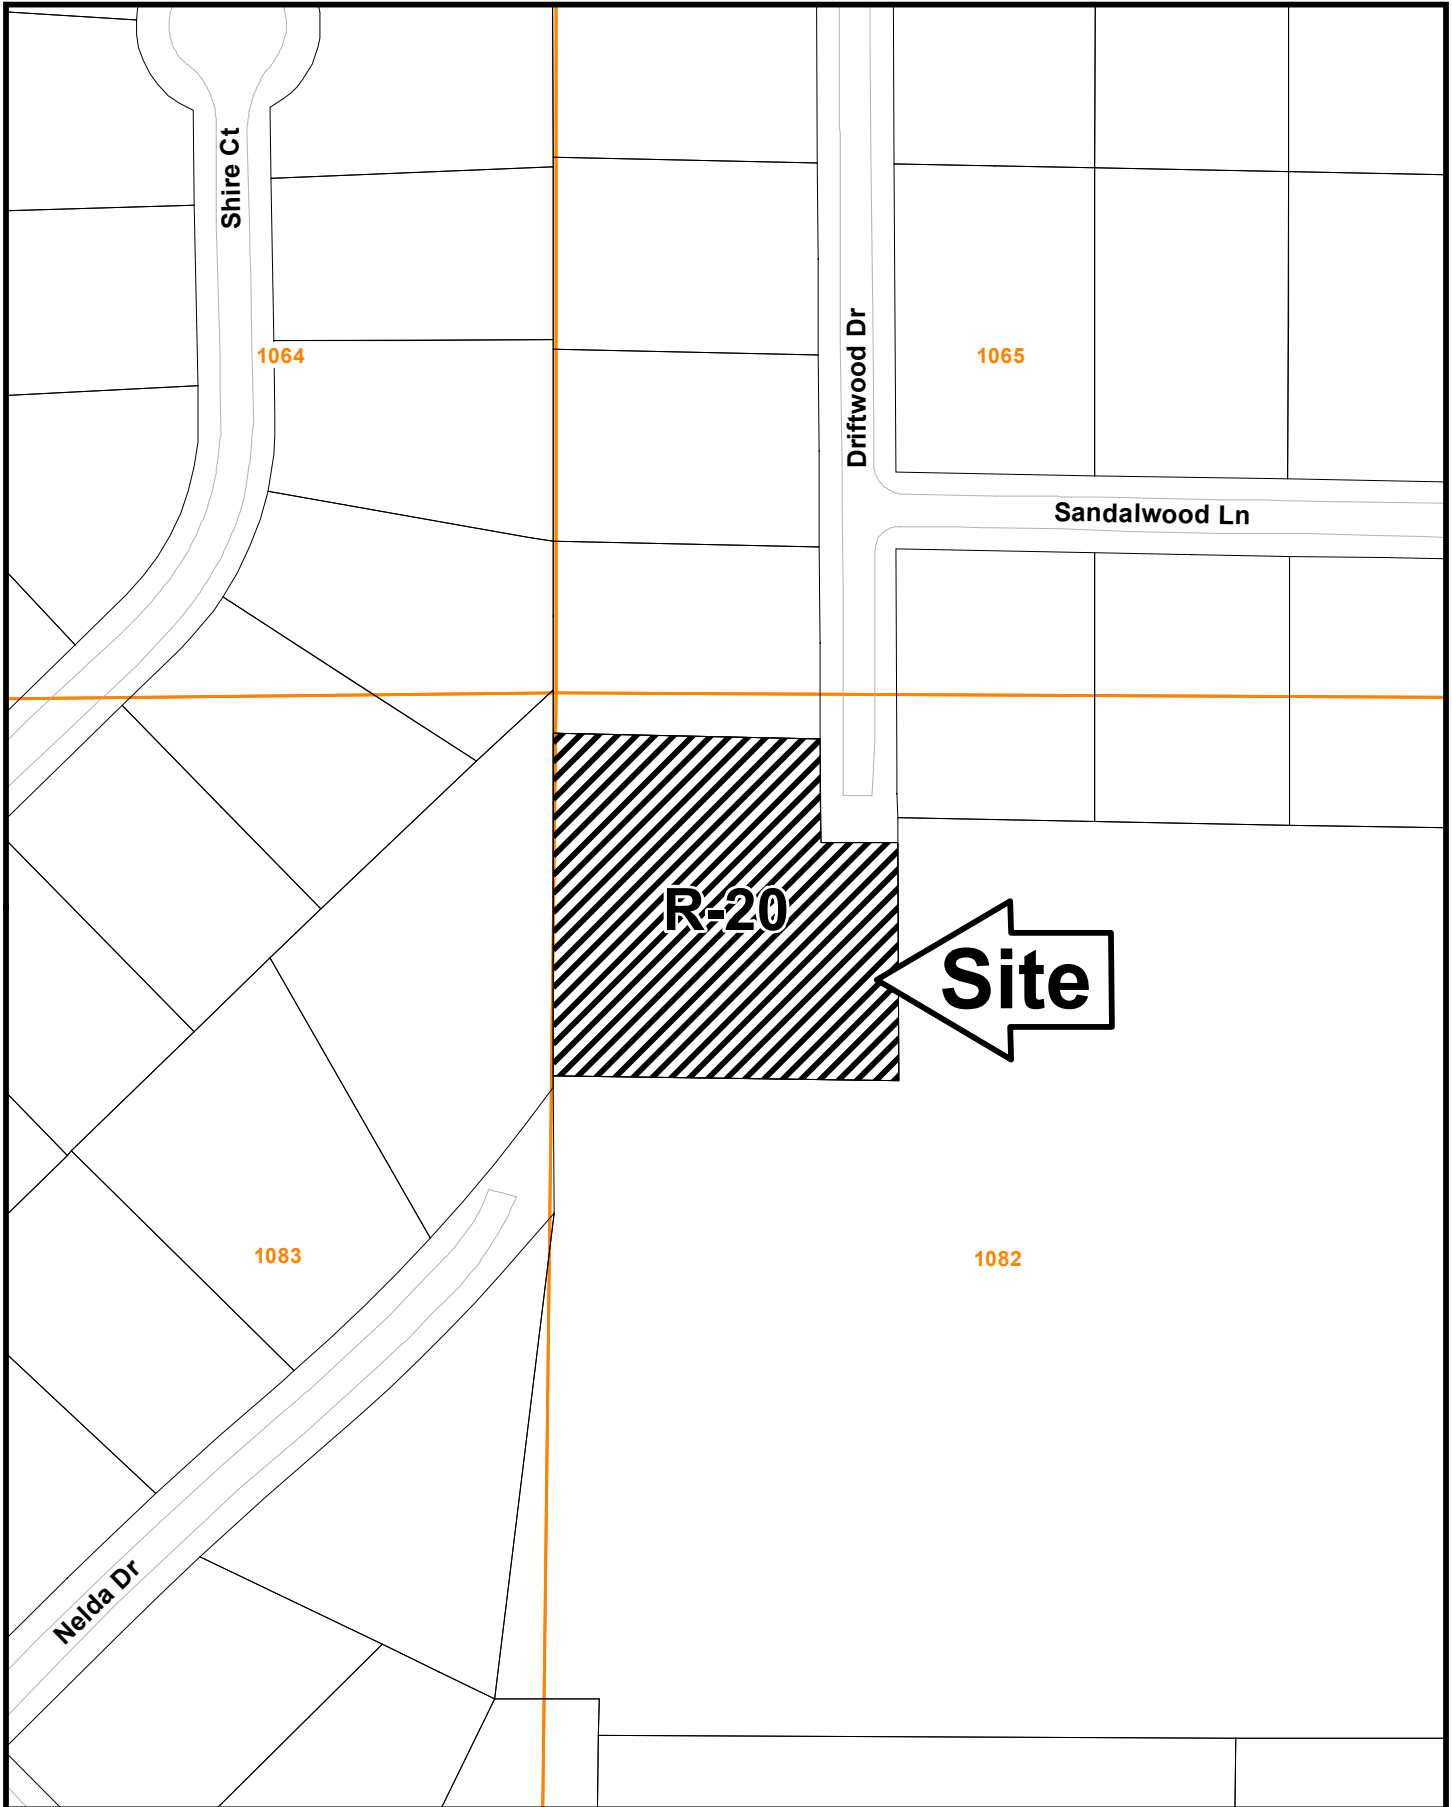 Shire Ct
1064
Driftwood Dr
1065
Sandalwood Ln
R-20
Site
1083
1082
Nelda Dr